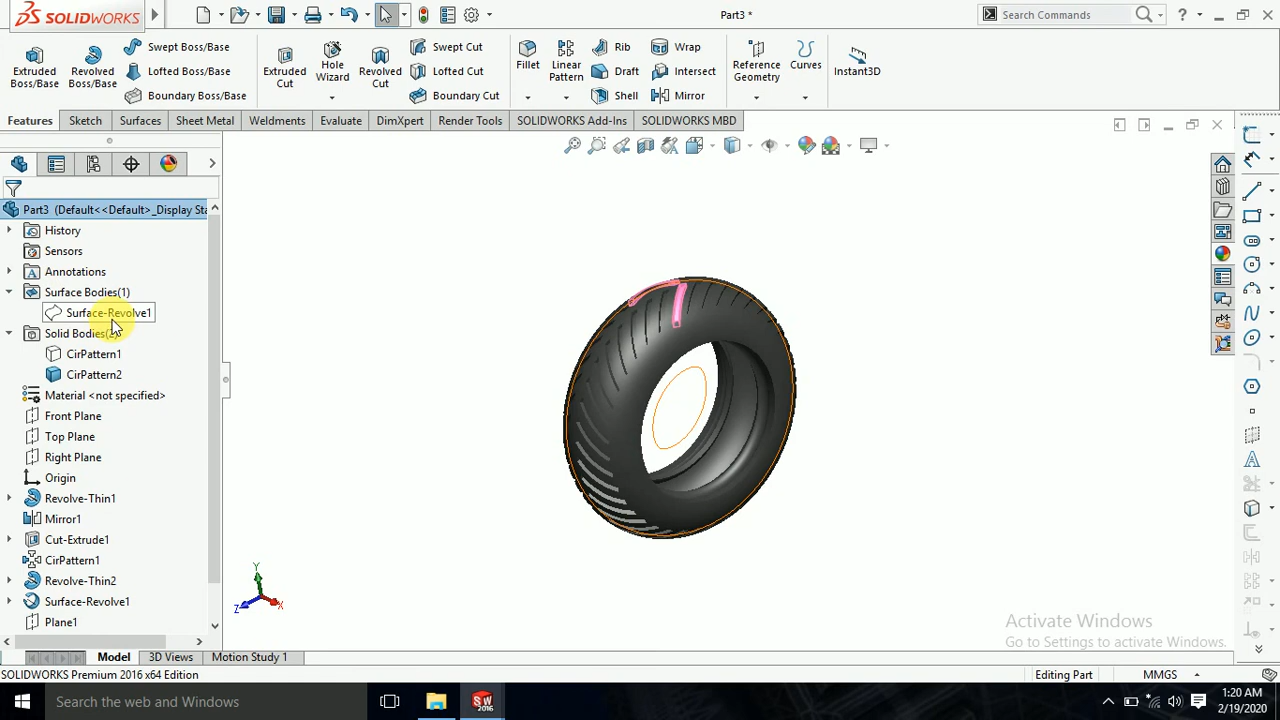 SOLIDWORKS
Part3 *
Search Commands
?
Extruded Boss/Base
Revolved Boss/Base
Swept Boss/Base
Lofted Boss/Base
Boundary Boss/Base
Extruded Cut
Hole Wizard
Revolved Cut
Swept Cut
Lofted Cut
Boundary Cut
Fillet
Linear Pattern
Rib
Draft
Shell
Wrap
Intersect
Mirror
Reference Geometry
Curves
Instant3D
Features
Sketch
Surfaces
Sheet Metal
Weldments
Evaluate
DimXpert
Render Tools
SOLIDWORKS Add-Ins
SOLIDWORKS MBD
Part3 (Default<<Default>_Display Sta
History
Sensors
Annotations
Surface Bodies(1)
Surface-Revolve1
Solid Bodies(
CirPattern1
CirPattern2
Material <not specified>
Front Plane
Top Plane
Right Plane
Origin
Revolve-Thin1
Mirror1
Cut-Extrude1
CirPattern1
Revolve-Thin2
Surface-Revolve1
Plane1
Y
Z
X
Activate Windows
Go to Settings to activate Windows.
Model
3D Views
Motion Study 1
SOLIDWORKS Premium 2016 x64 Edition
Editing Part
MMGS
Search the web and Windows
SW
2016
1:20 AM
2/19/2020